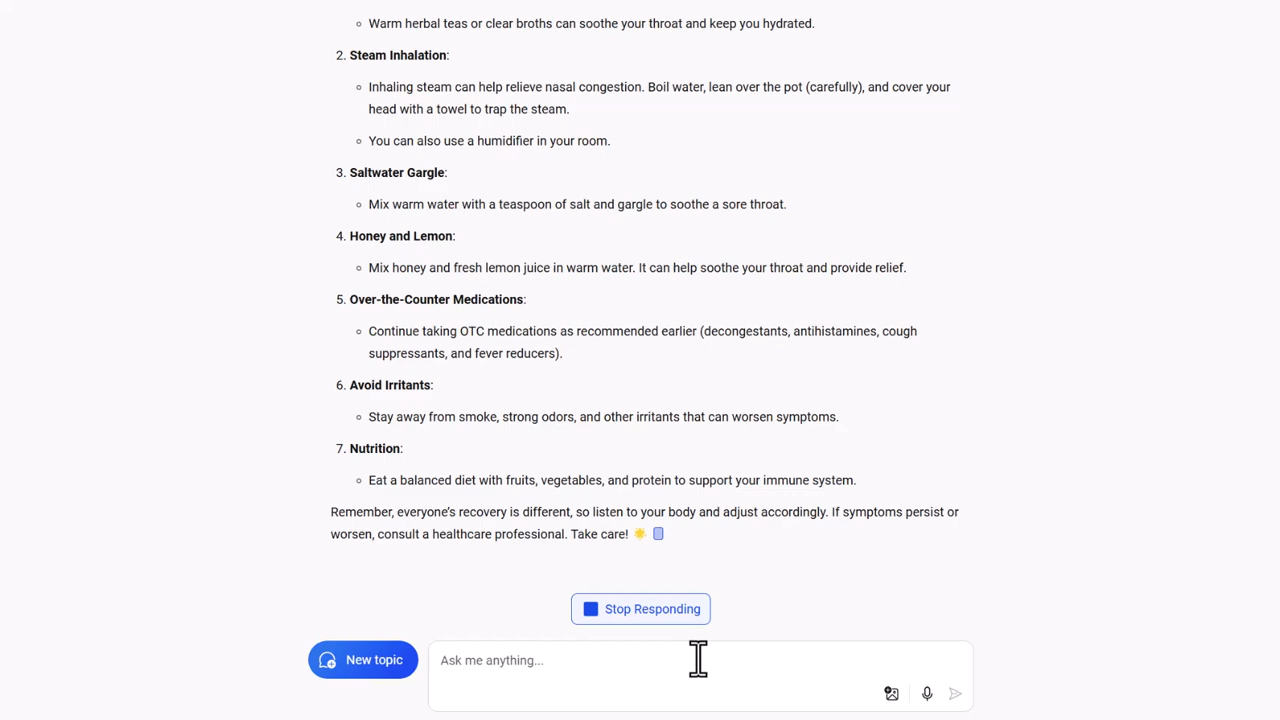 Warm herbal teas or clear broths can soothe your throat and keep you hydrated.
2. Steam Inhalation:
Inhaling steam can help relieve nasal congestion. Boil water, lean over the pot (carefully), and cover your
head with a towel to trap the steam.
You can also use a humidifier in your room.
3. Saltwater Gargle:
Mix warm water with a teaspoon of salt and gargle to soothe a sore throat.
4. Honey and Lemon:
Mix honey and fresh lemon juice in warm water. It can help soothe your throat and provide relief.
5. Over-the-Counter Medications:
Continue taking OTC medications as recommended earlier (decongestants, antihistamines, cough
suppressants, and fever reducers).
6. Avoid Irritants:
Stay away from smoke, strong odors, and other irritants that can worsen symptoms.
7. Nutrition:
Eat a balanced diet with fruits, vegetables, and protein to support your immune system.
Remember, everyone’s recovery is different, so listen to your body and adjust accordingly. If symptoms persist or
worsen, consult a healthcare professional. Take care! 🌟
Stop Responding
New topic
Ask me anything...